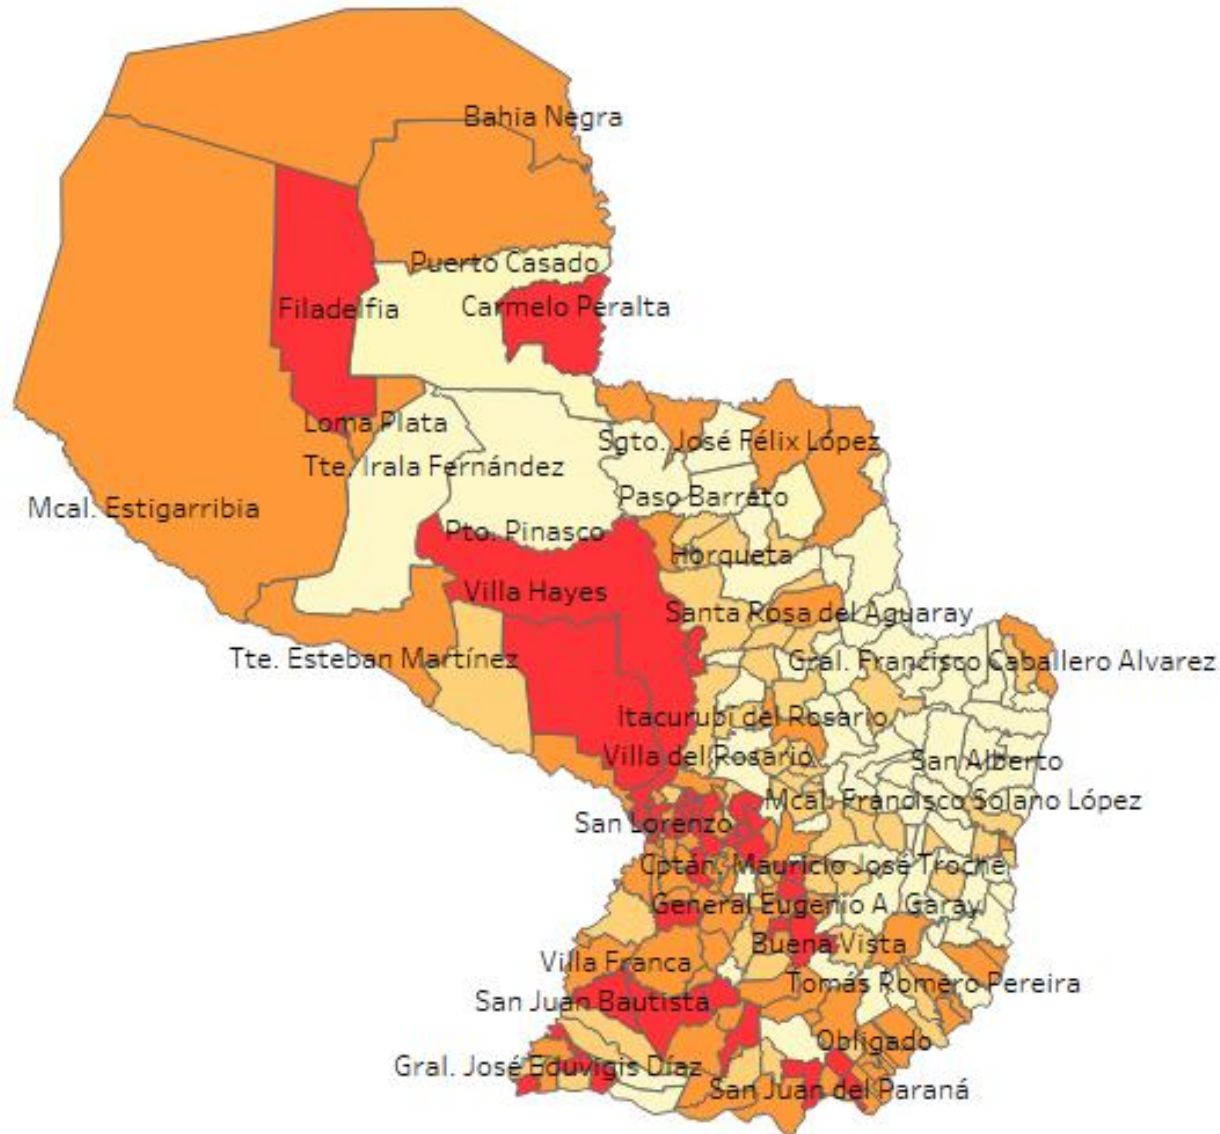 Bahia Negra
Puerto Casado
Filadelfia
Carmelo Peralta
Loma Plata
Sgto. José Félix López
Tte. Irala Fernández
Paso Barreto
Mcal. Estigarribia
Pto. Pinasco
Horqueta
Villa Hayes
Santa Rosa del Aguaray
Tte. Esteban Martínez
Gral. Francisco Caballero Alvarez
Itacurubí del Rosario
Villa del Rosario
San Alberto
Mcal. Francisco Solano López
San Lorenzo
Cptán. Mauricio José Troche
General Eugenio A. Garay
Buena Vista
Villa Franca
Tomás Romero Pereira
San Juan Bautista
Obligado
Gral. José Eduvigis Díaz
San Juan del Paraná